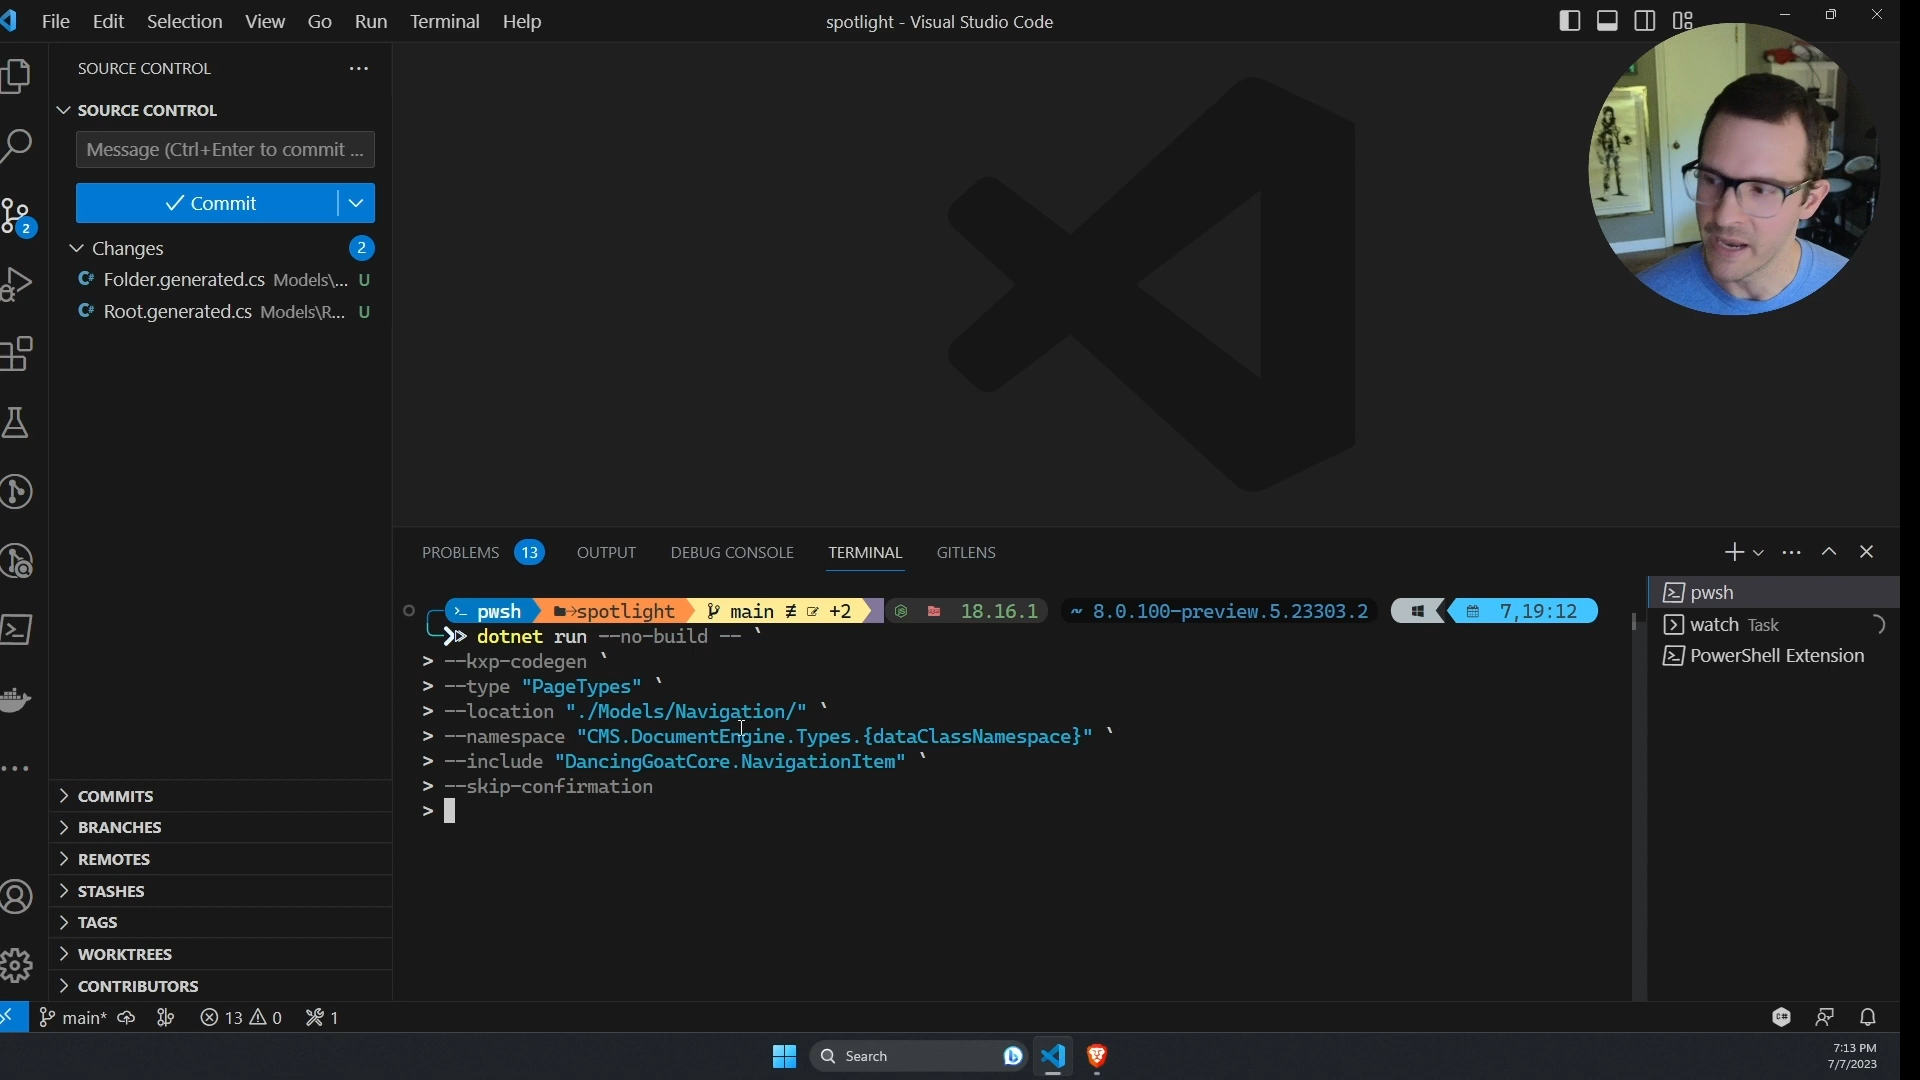 File Edit Selection View Go Run Terminal Help
spotlight - Visual Studio Code
SOURCE CONTROL
SOURCE CONTROL
Message (Ctrl+Enter to commit ...
Commit
2
Changes 2
Folder.generated.cs Models\... U
Root.generated.cs Models\R... U
COMMITS
BRANCHES
REMOTES
STASHES
TAGS
WORKTREES
CONTRIBUTORS
PROBLEMS 13 OUTPUT DEBUG CONSOLE TERMINAL GITLENS
pwsh spotlight main ≢ +2 18.16.1 ~ 8.0.100-preview.5.23303.2 7,19:12
dotnet run --no-build -- `
> --kxp-codegen `
> --type "PageTypes" `
> --location "./Models/Navigation/" `
> --namespace "CMS.DocumentEngine.Types.{dataClassNamespace}" `
> --include "DancingGoatCore.NavigationItem" `
> --skip-confirmation
>
pwsh
watch Task
PowerShell Extension
main* 13 0 1
Search
7:13 PM
7/7/2023